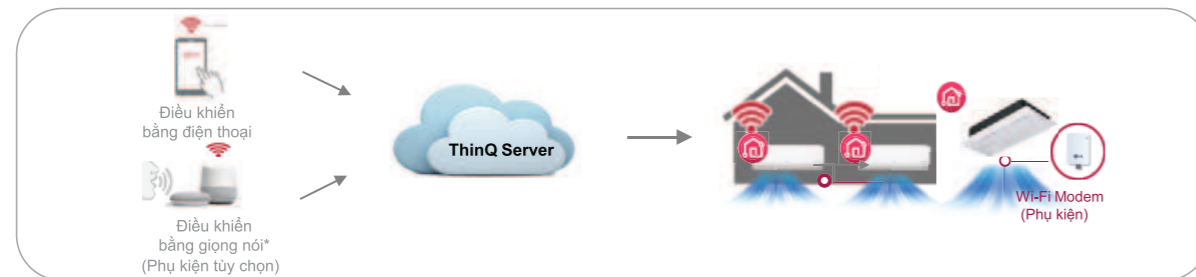 Điều khiển
bằng điện thoại
Điều khiển
bằng giọng nói*
(Phụ kiện tùy chọn)
ThinQ Server
Wi-Fi Modem
(Phụ kiện)